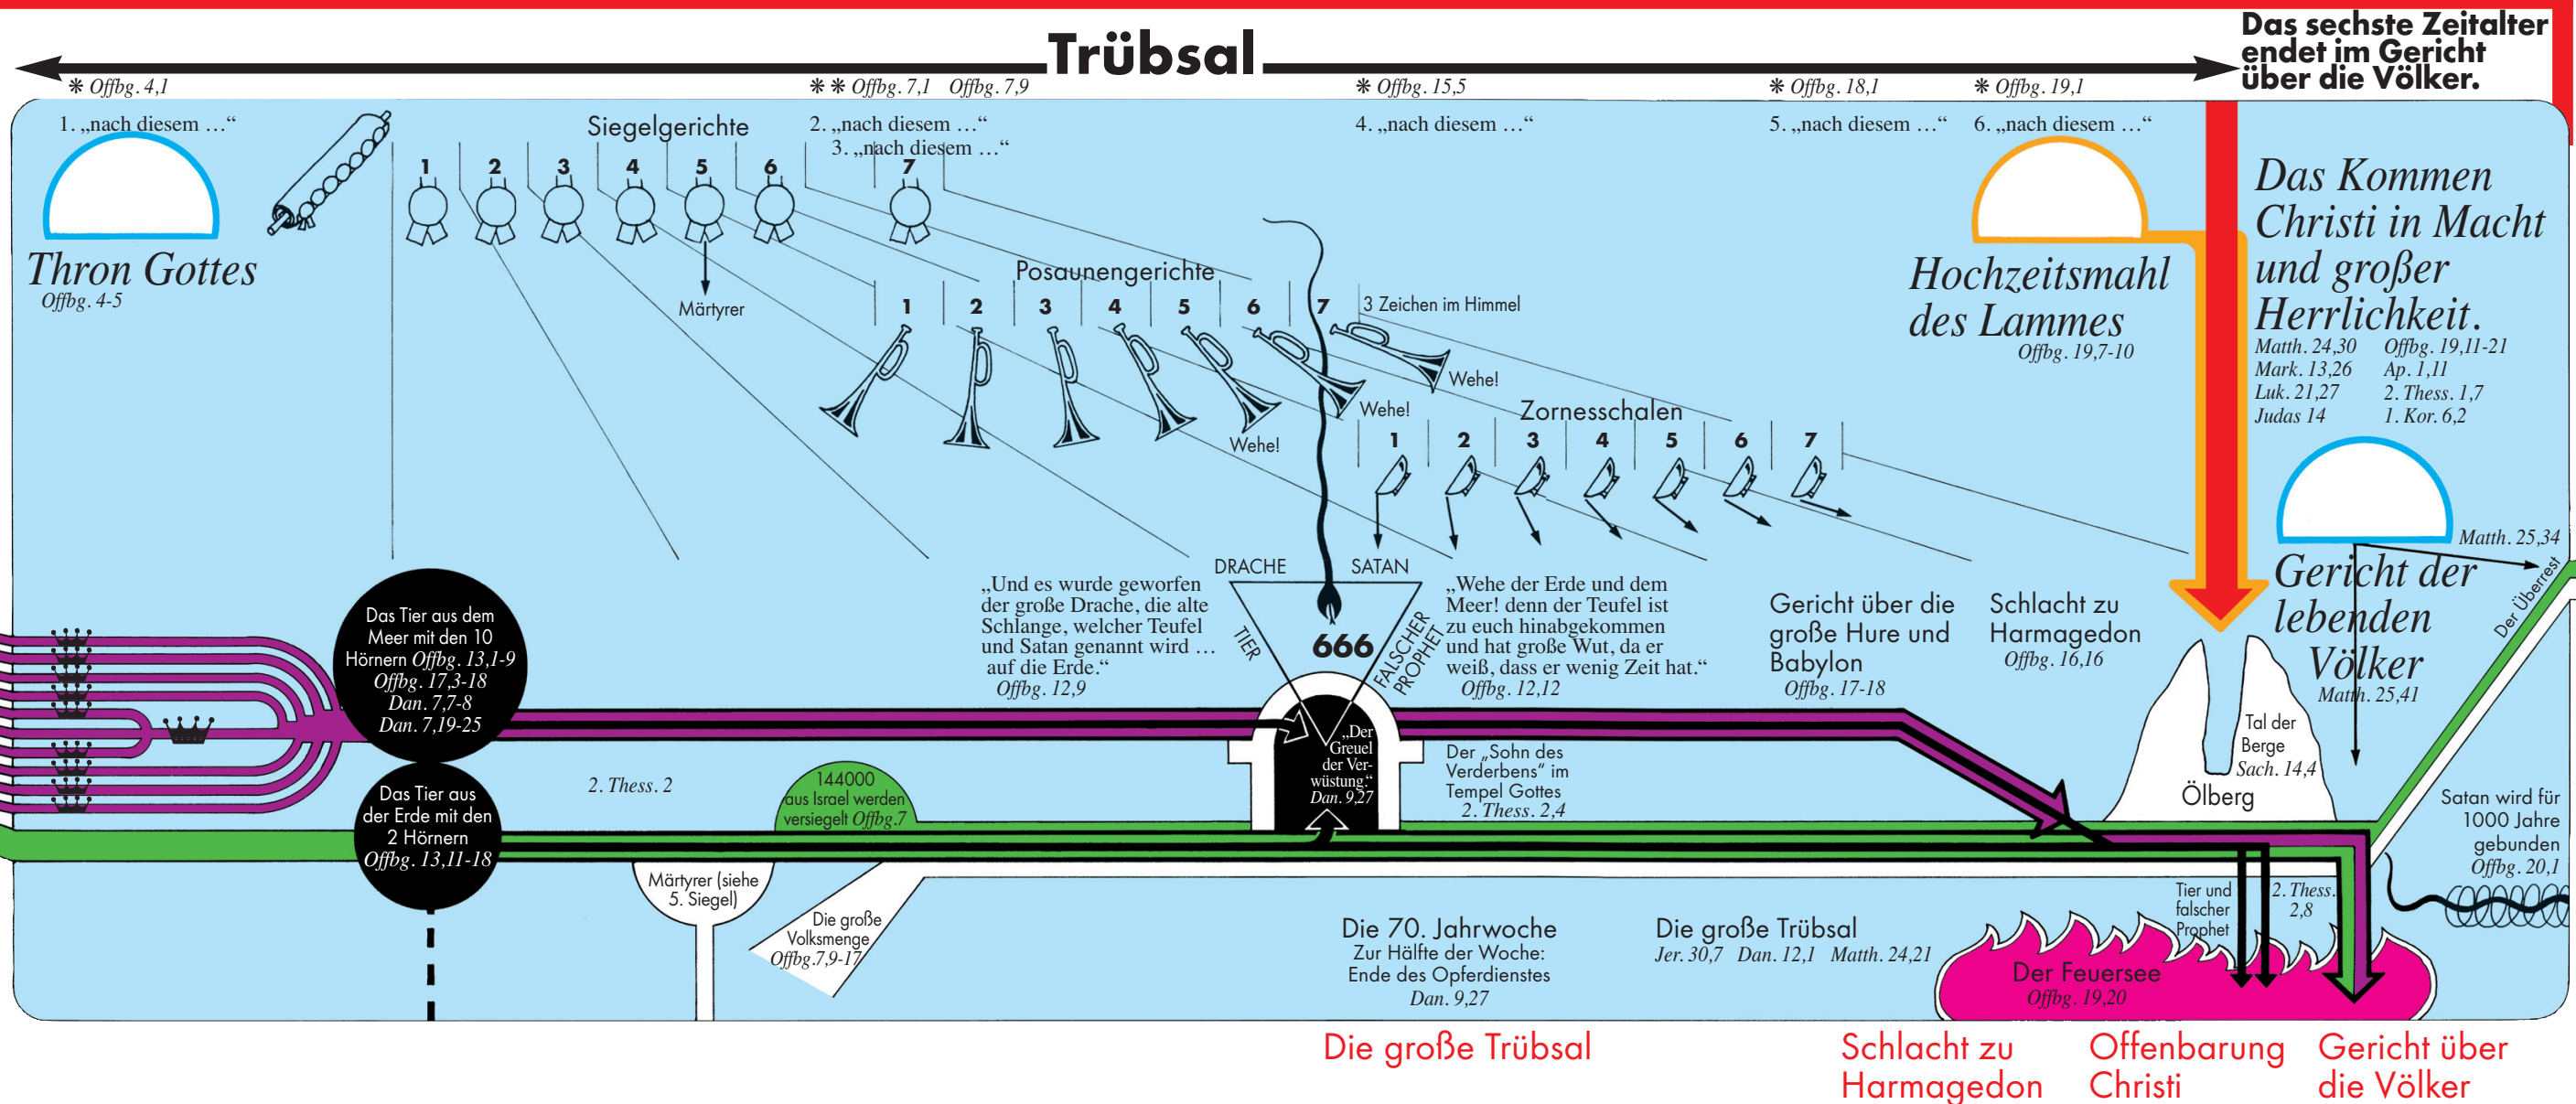 Trübsal
Das sechste Zeitalter
endet im Gericht
über die Völker.
* Offbg. 4,1
* * Offbg. 7,1 Offbg. 7,9
* Offbg. 15,5
* Offbg. 18,1
* Offbg. 19,1
1. „nach diesem …“
Siegelgerichte
2. „nach diesem …“
3. „nach diesem …“
4. „nach diesem …“
5. „nach diesem …“
6. „nach diesem …“
1 2 3 4 5 6 7
Thron Gottes
Offbg. 4-5
Märtyrer
Posaunengerichte
1 2 3 4 5 6 7
3 Zeichen im Himmel
Wehe!
Wehe!
Wehe!
Zornesschalen
1 2 3 4 5 6 7
Hochzeitsmahl
des Lammes
Offbg. 19,7-10
Das Kommen
Christi in Macht
und großer
Herrlichkeit.
Matth. 24,30 Offbg. 19,11-21
Mark. 13,26 Ap. 1,11
Luk. 21,27 2. Thess. 1,7
Judas 14 1. Kor. 6,2
Matth. 25,34
Gericht der
lebenden
Völker
Matth. 25,41
Der Überrest
Das Tier aus dem
Meer mit den 10
Hörnern Offbg. 13,1-9
Offbg. 17,3-18
Dan. 7,7-8
Dan. 7,19-25
Das Tier aus
der Erde mit den
2 Hörnern
Offbg. 13,11-18
2. Thess. 2
144000
aus Israel werden
versiegelt Offbg.7
Märtyrer (siehe
5. Siegel)
Die große
Volksmenge
Offbg.7,9-17
„Und es wurde geworfen
der große Drache, die alte
Schlange, welcher Teufel
und Satan genannt wird …
auf die Erde.“
Offbg. 12,9
DRACHE SATAN
TIER
FALSCHER
PROPHET
666
„Der
Greuel
der Ver-
wüstung.“
Dan. 9,27
„Wehe der Erde und dem
Meer! denn der Teufel ist
zu euch hinabgekommen
und hat große Wut, da er
weiß, dass er wenig Zeit hat.“
Offbg. 12,12
Der „Sohn des
Verderbens“ im
Tempel Gottes
2. Thess. 2,4
Gericht über die
große Hure und
Babylon
Offbg. 17-18
Schlacht zu
Harmagedon
Offbg. 16,16
Tal der
Berge
Sach. 14,4
Ölberg
Satan wird für
1000 Jahre
gebunden
Offbg. 20,1
Die 70. Jahrwoche
Zur Hälfte der Woche:
Ende des Opferdienstes
Dan. 9,27
Die große Trübsal
Jer. 30,7 Dan. 12,1 Matth. 24,21
Tier und
falscher
Prophet
2. Thess.
2,8
Der Feuersee
Offbg. 19,20
Die große Trübsal
Schlacht zu
Harmagedon
Offenbarung
Christi
Gericht über
die Völker